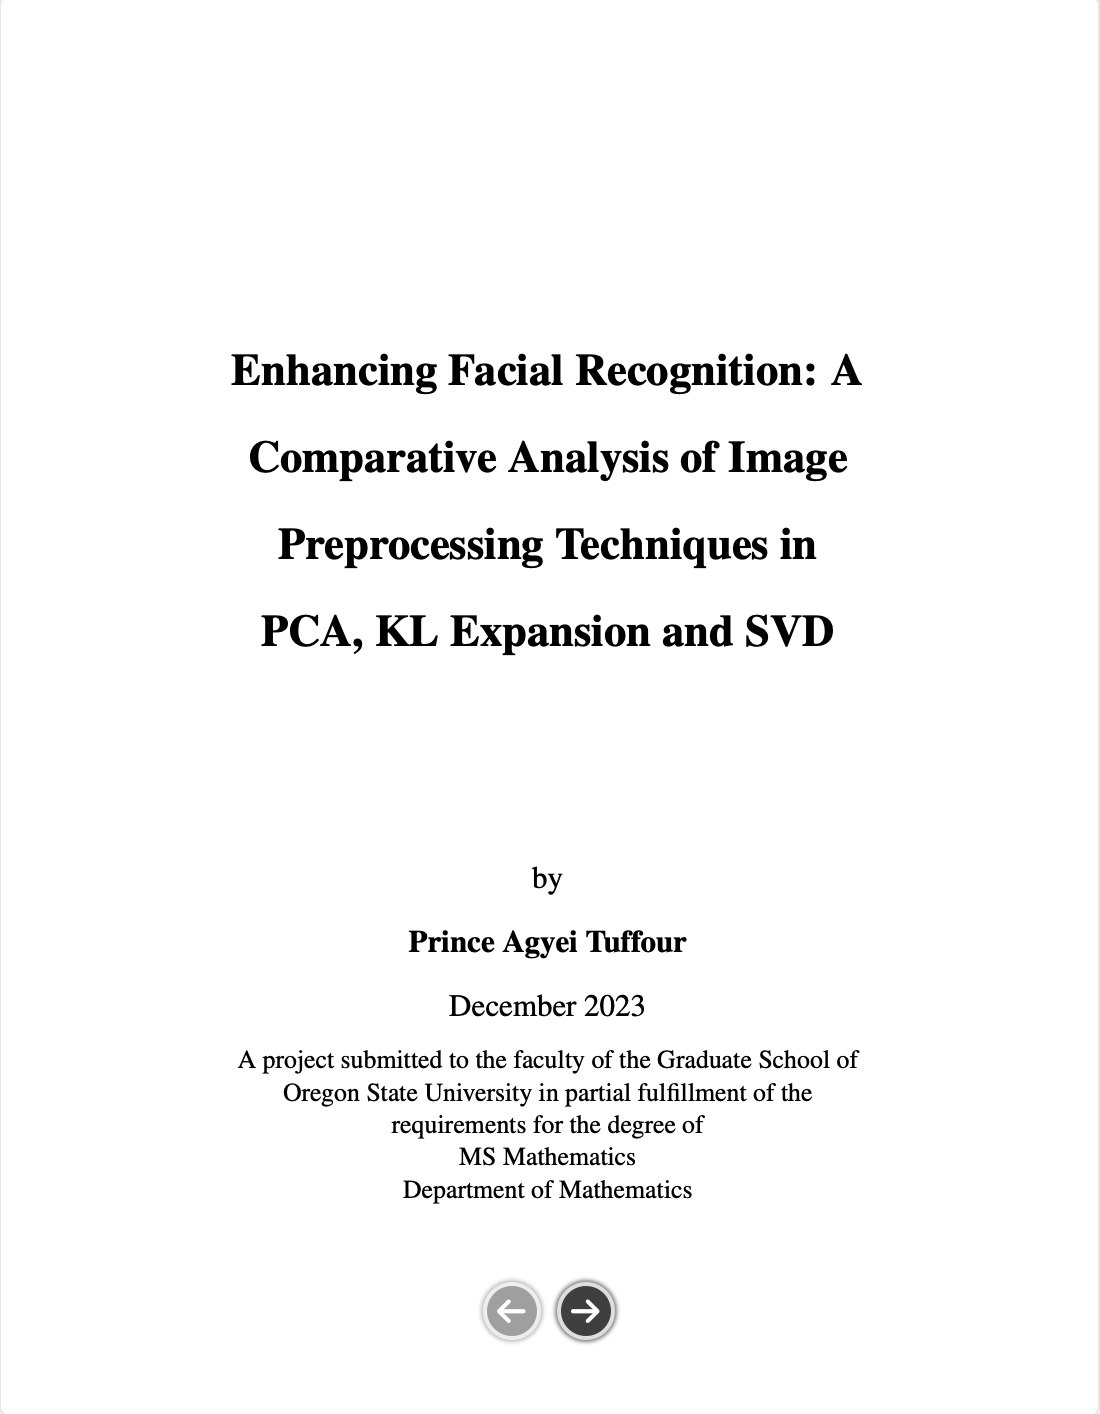 Enhancing Facial Recognition: A
Comparative Analysis of Image
Preprocessing Techniques in
PCA, KL Expansion and SVD
by
Prince Agyei Tuffour
December 2023
A project submitted to the faculty of the Graduate School of
Oregon State University in partial fulfillment of the
requirements for the degree of
MS Mathematics
Department of Mathematics